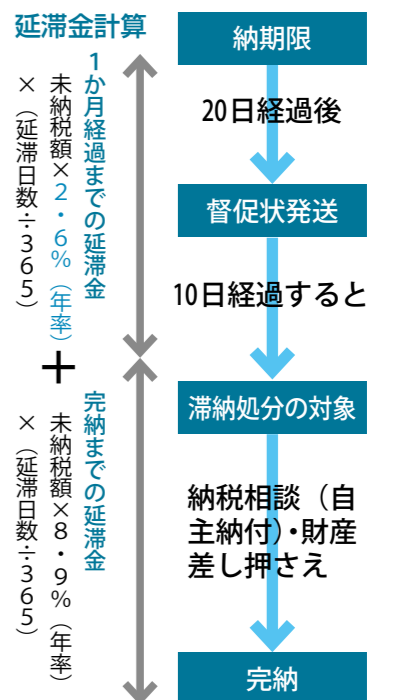 延滞金計算
1か月経過までの延滞金
未納税額×2・6％（年率）
×（延滞日数÷365）
＋
完納までの延滞金
未納税額×8・9％（年率）
×（延滞日数÷365）
納期限
20日経過後
督促状発送
10日経過すると
滞納処分の対象
納税相談（自
主納付）・財産
差し押さえ
完納